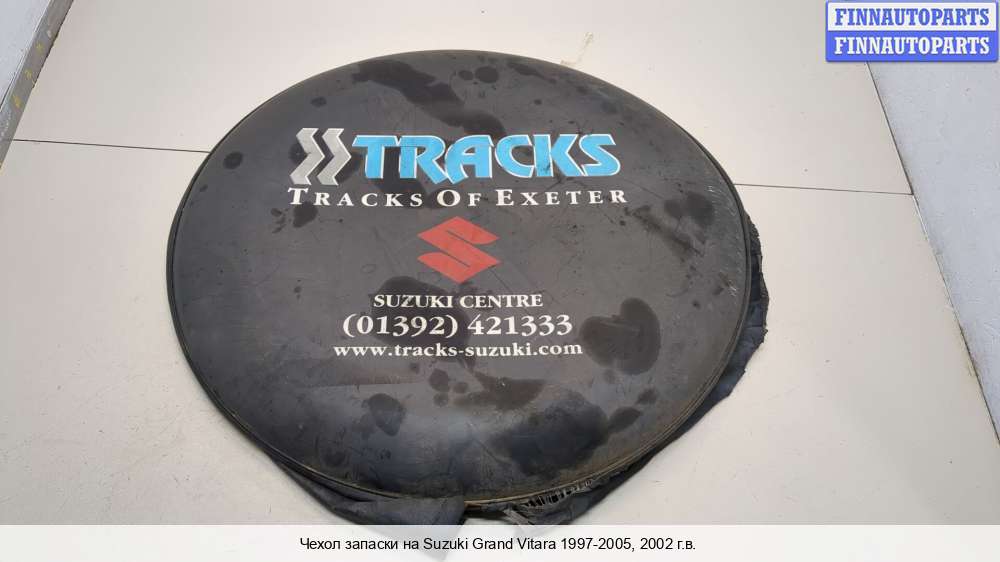 FINNAUTOPARTS
FINNAUTOPARTS
TRACKS
TRACKS OF EXETER
SUZUKI CENTRE
(01392) 421333
www.tracks-suzuki.com
Чехол запаски на Suzuki Grand Vitara 1997-2005, 2002 г.в.